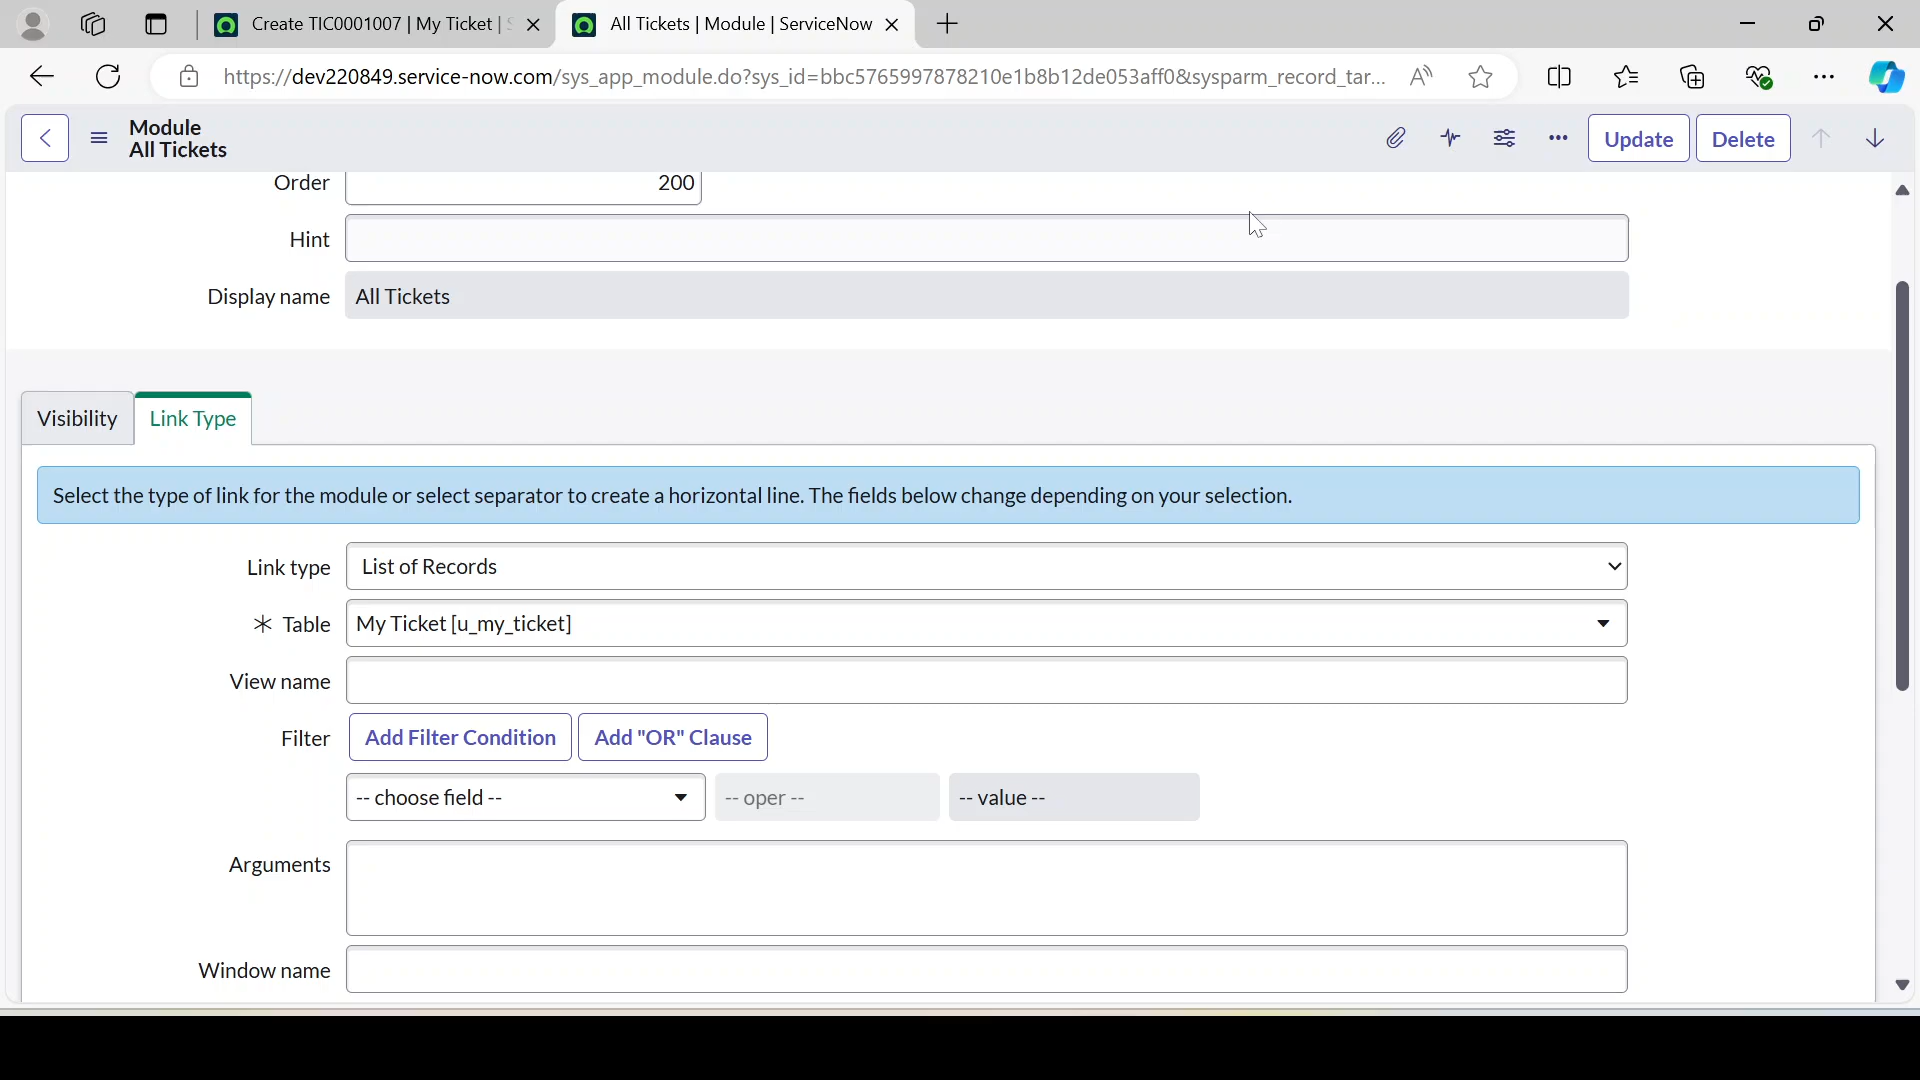 Create TIC0001007 | My Ticket |
All Tickets | Module | ServiceNow
https://dev220849.service-now.com/sys_app_module.do?sys_id=bbc5765997878210e1b8b12de053aff0&sysparm_record_tar...
Module
All Tickets
Update
Delete
Order 200
Hint
Display name All Tickets
Visibility
Link Type
Select the type of link for the module or select separator to create a horizontal line. The fields below change depending on your selection.
Link type List of Records
* Table My Ticket [u_my_ticket]
View name
Filter Add Filter Condition Add "OR" Clause
-- choose field -- -- oper -- -- value --
Arguments
Window name